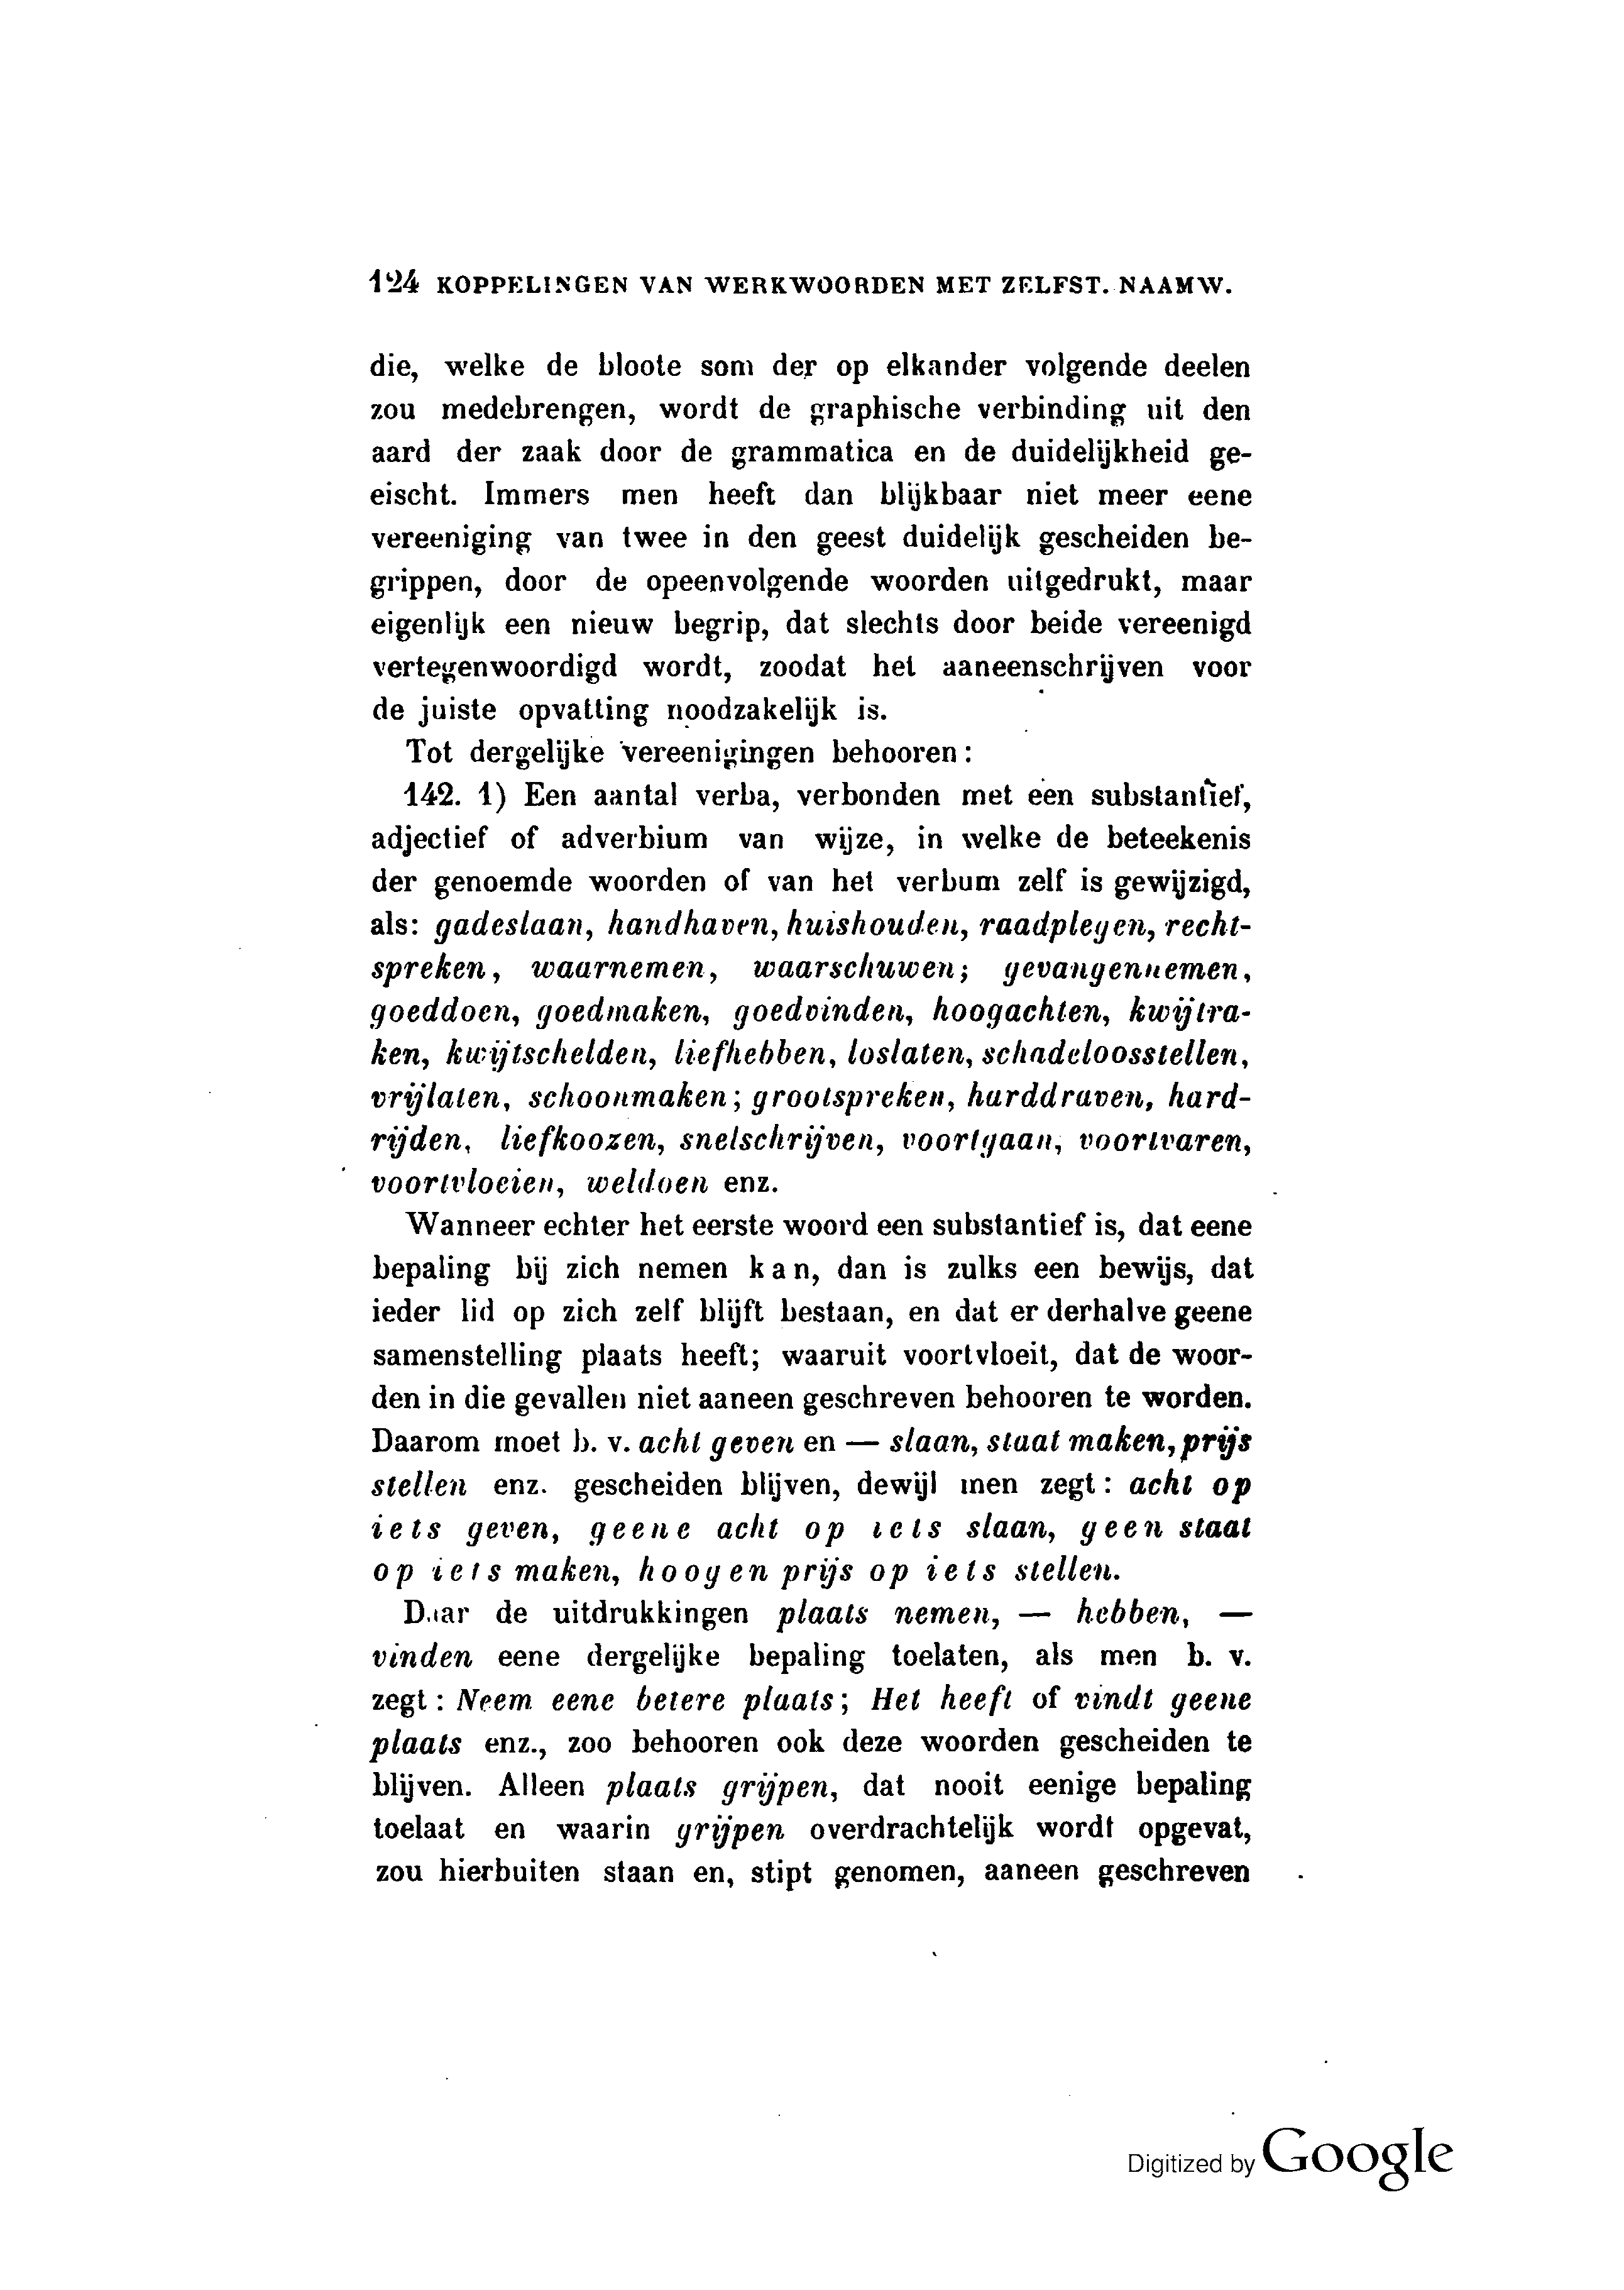 124 KOPPELINGEN VAN WERKWOORDEN MET ZELFST. NAAMW.
die, welke de bloote som der op elkander volgende deelen
zou medebrengen, wordt de graphische verbinding uit den
aard der zaak door de grammatica en de duidelijkheid ge-
eischt. Immers men heeft dan blijkbaar niet meer eene
vereeniging van twee in den geest duidelijk gescheiden be-
grippen, door de opeenvolgende woorden uitgedrukt, maar
eigenlijk een nieuw begrip, dat slechts door beide vereenigd
vertegenwoordigd wordt, zoodat het aaneenschrijven voor
de juiste opvatting noodzakelijk is.
Tot dergelijke vereenigingen behooren:
142. 1) Een aantal verba, verbonden met een substantief,
adjectief of adverbium van wijze, in welke de beteekenis
der genoemde woorden of van het verbum zelf is gewijzigd,
als: gadeslaan, handhaven, huishouden, raadplegen, recht-
spreken, waarnemen, waarschuwen; gevangennemen,
goeddoen, goedmaken, goedvinden, hoogachten, kwijtra-
ken, kwijtschelden, liefhebben, loslaten, schadeloosstellen,
vrijlaten, schoonmaken; grootspreken, harddraven, hard-
rijden, liefkoozen, snelschrijven, voortgaan, voortvaren,
voortvloeien, weldoen enz.
Wanneer echter het eerste woord een substantief is, dat eene
bepaling bij zich nemen kan, dan is zulks een bewijs, dat
ieder lid op zich zelf blijft bestaan, en dat er derhalve geene
samenstelling plaats heeft; waaruit voortvloeit, dat de woor-
den in die gevallen niet aaneen geschreven behooren te worden.
Daarom moet b. v. acht geven en — slaan, staat maken, prijs
stellen enz. gescheiden blijven, dewijl men zegt: acht op
iets geven, geene acht op iets slaan, geen staat
op iets maken, hoogen prijs op iets stellen.
Daar de uitdrukkingen plaats nemen, — hebben, —
vinden eene dergelijke bepaling toelaten, als men b. v.
zegt: Neem eene betere plaats; Het heeft of vindt geene
plaats enz., zoo behooren ook deze woorden gescheiden te
blijven. Alleen plaats grijpen, dat nooit eenige bepaling
toelaat en waarin grijpen overdrachtelijk wordt opgevat,
zou hierbuiten staan en, stipt genomen, aaneen geschreven
Digitized by Google